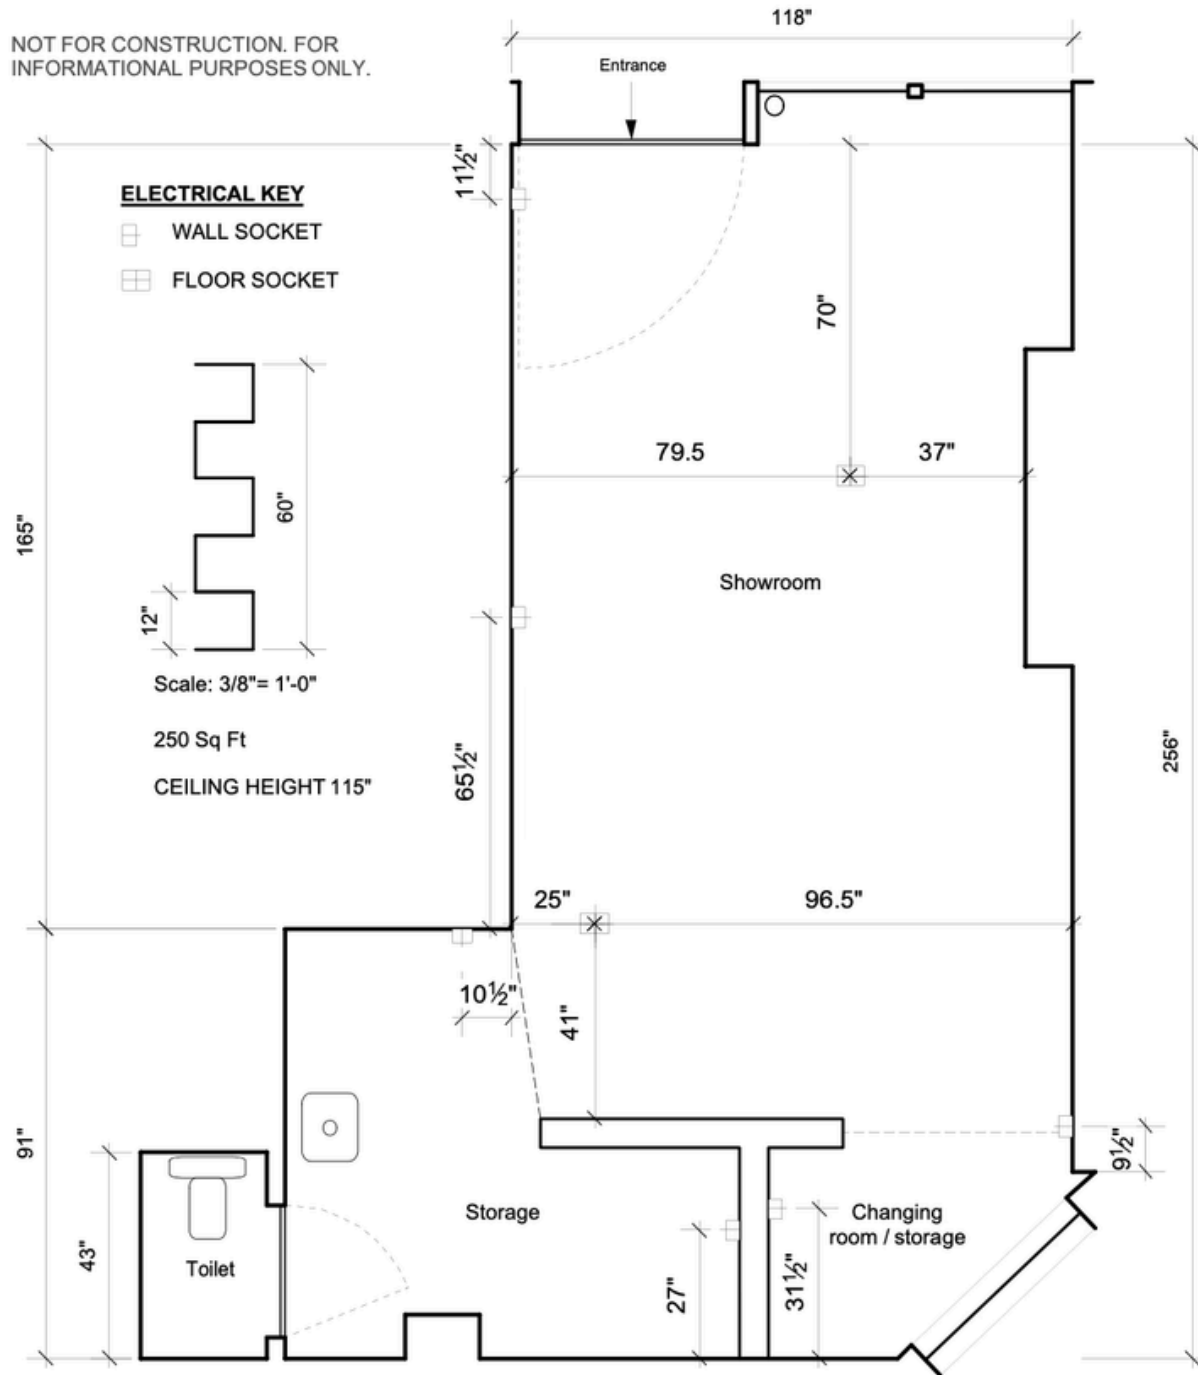 118"
NOT FOR CONSTRUCTION. FOR
INFORMATIONAL PURPOSES ONLY.
Entrance
11½"
ELECTRICAL KEY
WALL SOCKET
FLOOR SOCKET
70"
79.5
37"
60"
165"
12"
Showroom
Scale: 3/8"= 1'-0"
250 Sq Ft
CEILING HEIGHT 115"
65½"
256"
25"
96.5"
10½"
41"
91"
9½"
43"
Storage
Changing
room / storage
Toilet
27"
31½"